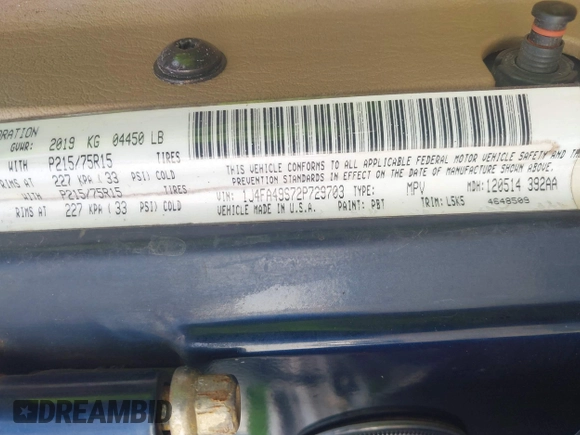 ORATION
GVWR: 2019 KG 04450 LB
WITH P215/75R15 TIRES
RIMS AT 227 KPA ( 33 PSI) COLD
WITH P215/75R15 TIRES
RIMS AT 227 KPA ( 33 PSI) COLD
THIS VEHICLE CONFORMS TO ALL APPLICABLE FEDERAL MOTOR VEHICLE SAFETY AND T
PREVENTION STANDARDS IN EFFECT ON THE DATE OF MANUFACTURE SHOWN
VIN: 1J4FA49S72P729703 TYPE: MPV MDH: 120514 392AA
VEHICLE MADE IN U.S.A. PAINT: PBT TRIM: LSK5 4648509
DREAMBID